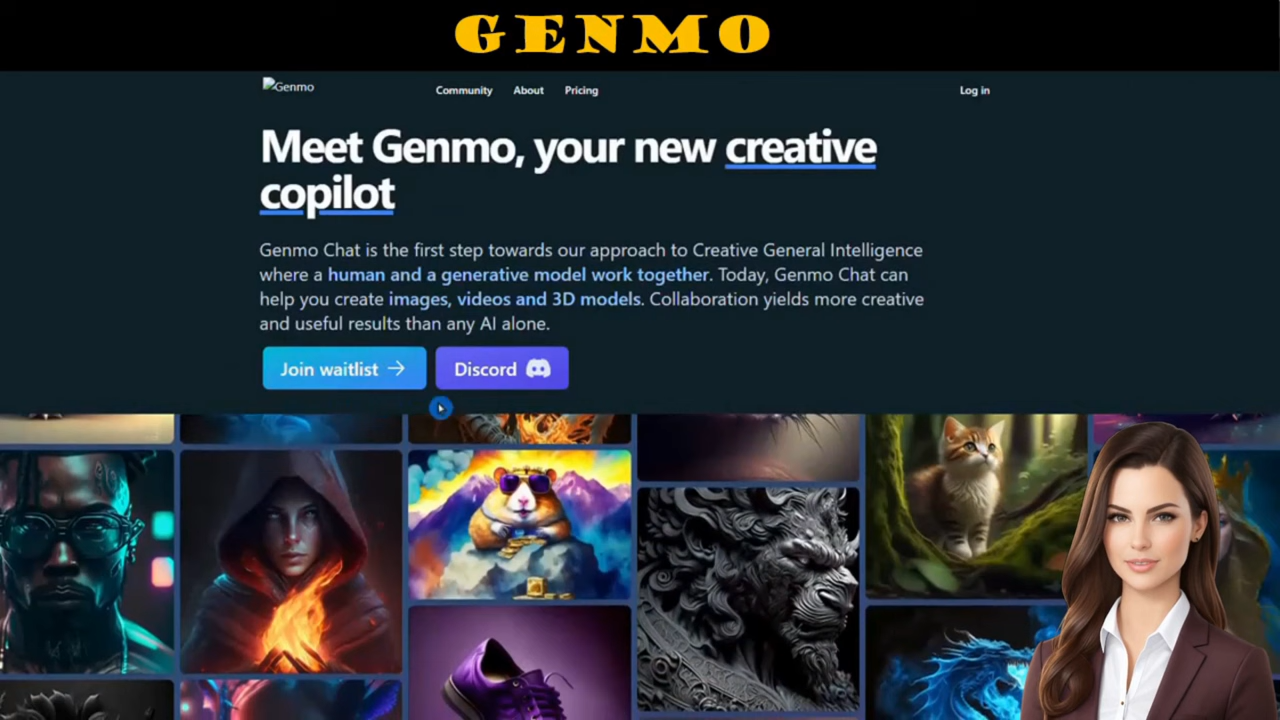 GENMO
Genmo
Community About Pricing Log in
Meet Genmo, your new creative
copilot
Genmo Chat is the first step towards our approach to Creative General Intelligence
where a human and a generative model work together. Today, Genmo Chat can
help you create images, videos and 3D models. Collaboration yields more creative
and useful results than any AI alone.
Join waitlist → Discord